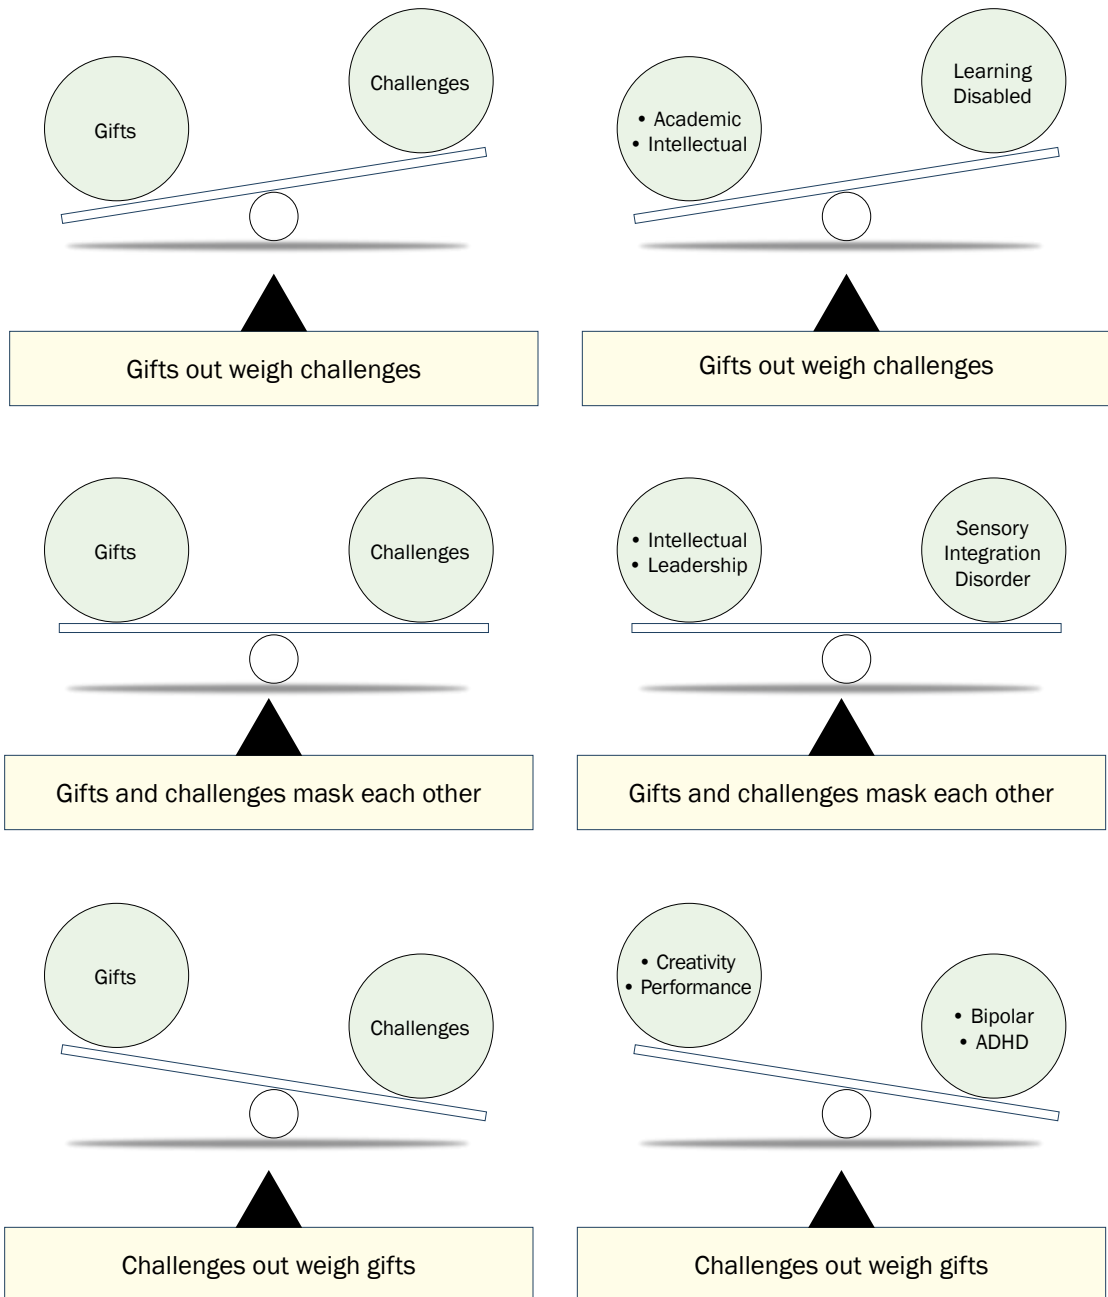 Gifts
Challenges
Gifts out weigh challenges
• Academic
• Intellectual
Learning
Disabled
Gifts out weigh challenges
Gifts
Challenges
Gifts and challenges mask each other
• Intellectual
• Leadership
Sensory
Integration
Disorder
Gifts and challenges mask each other
Gifts
Challenges
Challenges out weigh gifts
• Creativity
• Performance
• Bipolar
• ADHD
Challenges out weigh gifts